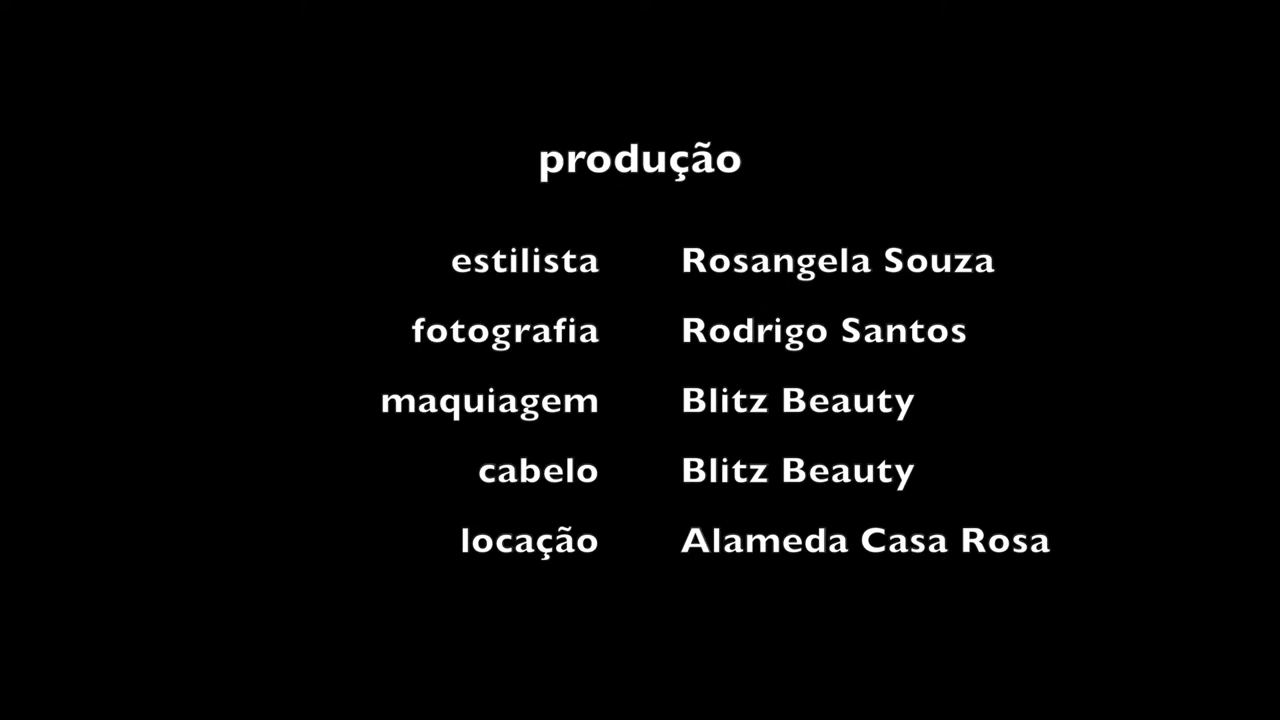 produção
estilista Rosangela Souza
fotografia Rodrigo Santos
maquiagem Blitz Beauty
cabelo Blitz Beauty
locação Alameda Casa Rosa